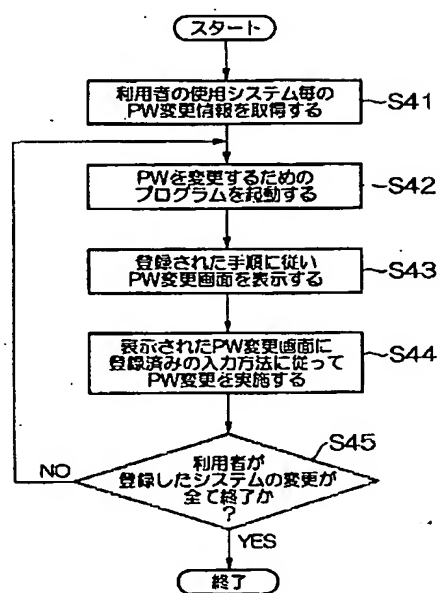 スタート
利用者の使用システム毎の
PW変更情報を取得する
S41
PWを変更するための
プログラムを起動する
S42
登録された手順に従い
PW変更画面を表示する
S43
表示されたPW変更画面に
登録済みの入力方法に従って
PW変更を実施する
S44
S45
利用者が
登録したシステムの変更が
全て終了か
?
NO
YES
終了